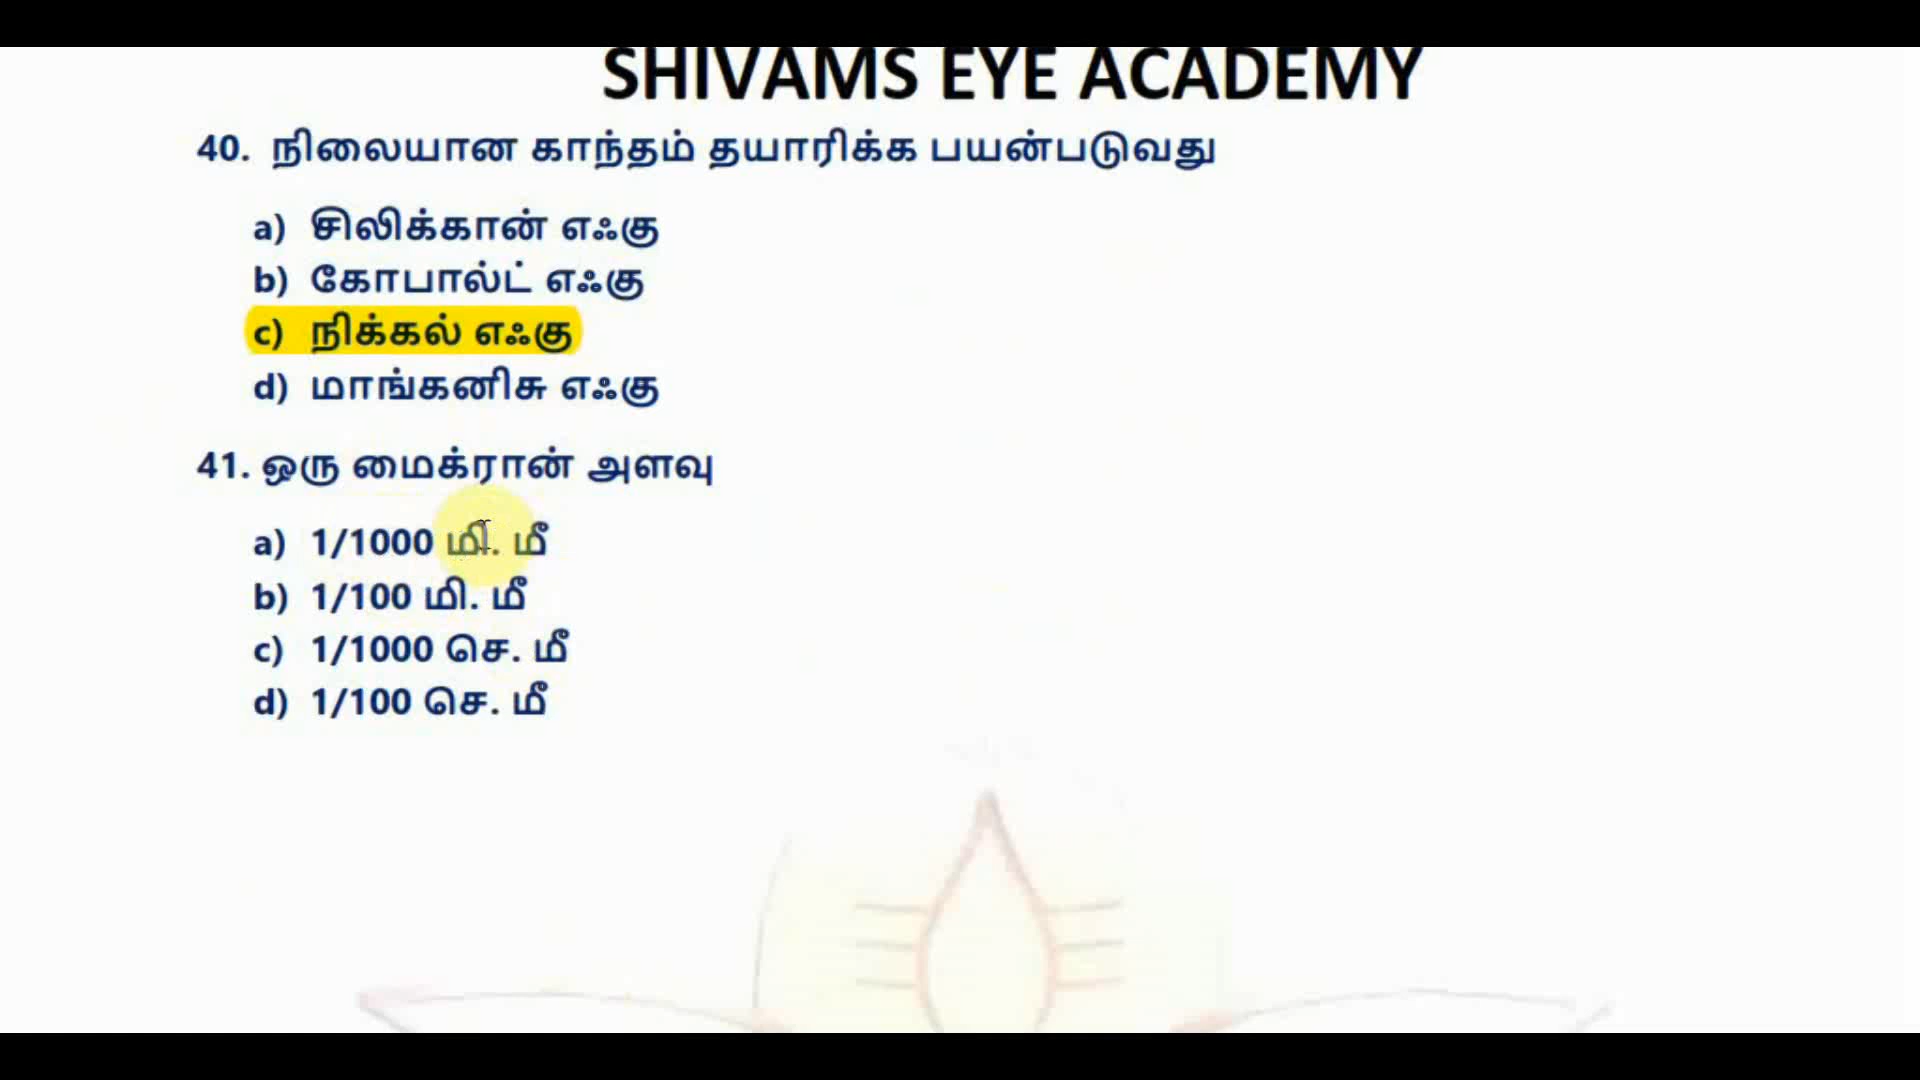 SHIVAMS EYE ACADEMY
40. நிலையான காந்தம் தயாரிக்க பயன்படுவது
a) சிலிக்கான் எஃகு
b) கோபால்ட் எஃகு
c) நிக்கல் எஃகு
d) மாங்கனிசு எஃகு
41. ஒரு மைக்ரான் அளவு
a) 1/1000 மி. மீ
b) 1/100 மி. மீ
c) 1/1000 செ. மீ
d) 1/100 செ. மீ